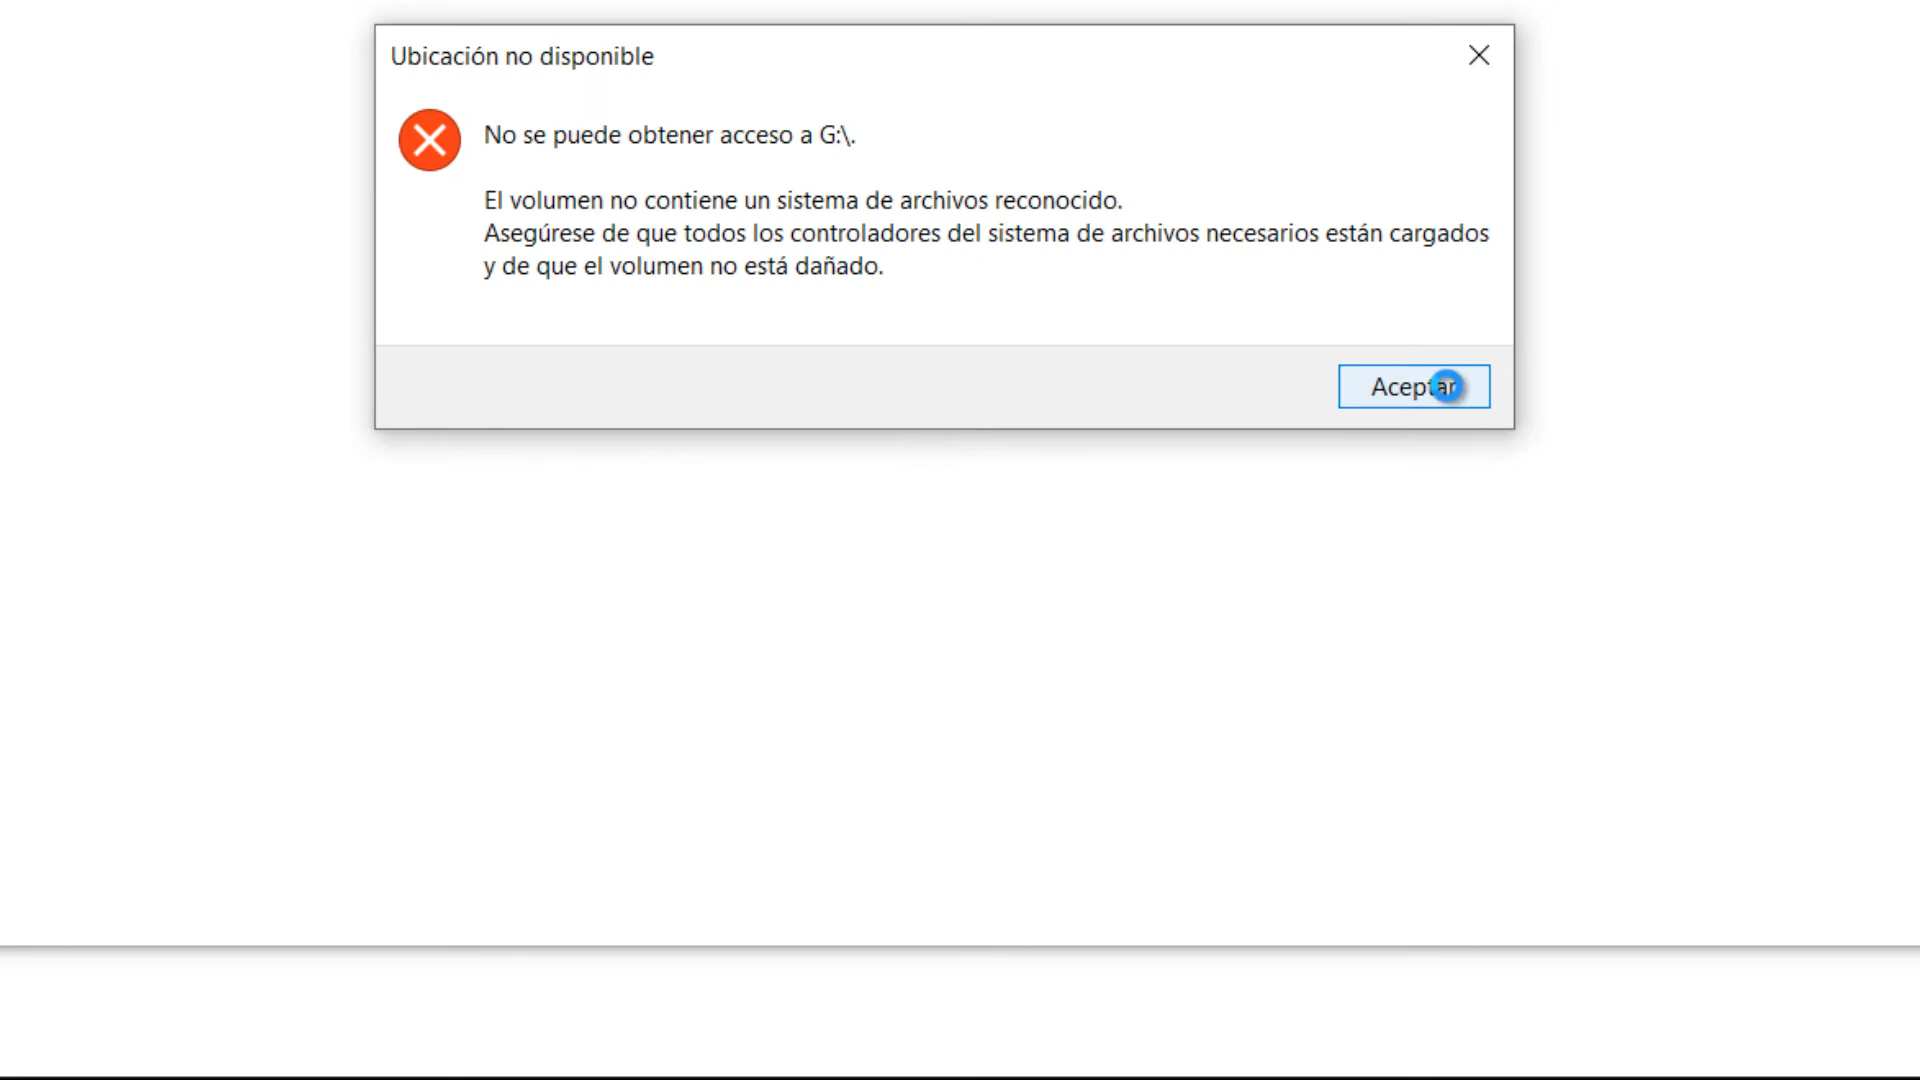 Ubicación no disponible
No se puede obtener acceso a G:\.
El volumen no contiene un sistema de archivos reconocido.
Asegúrese de que todos los controladores del sistema de archivos necesarios están cargados
y de que el volumen no está dañado.
Aceptar